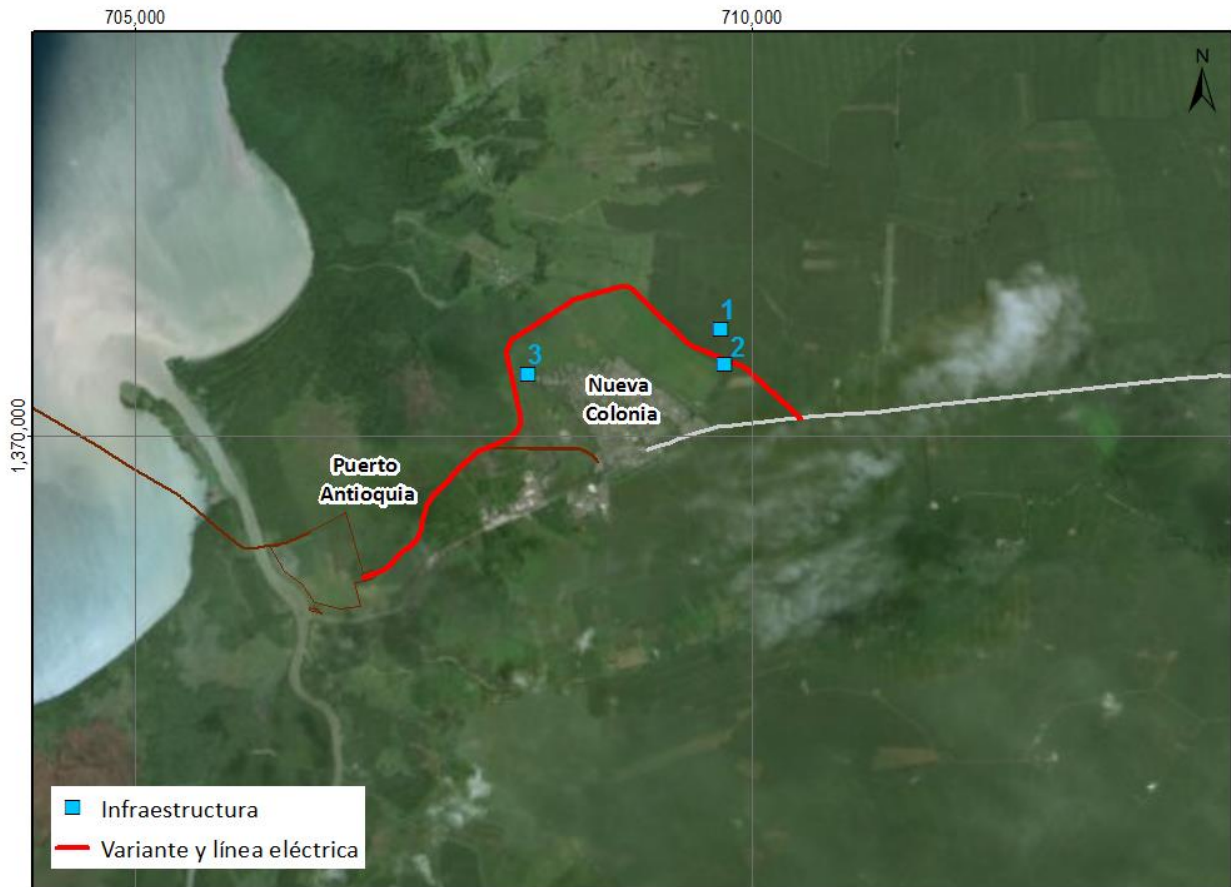 705,000
710,000
N
1
2
3
Nueva
Colonia
1,370,000
Puerto
Antioquia
Infraestructura
Variante y línea eléctrica